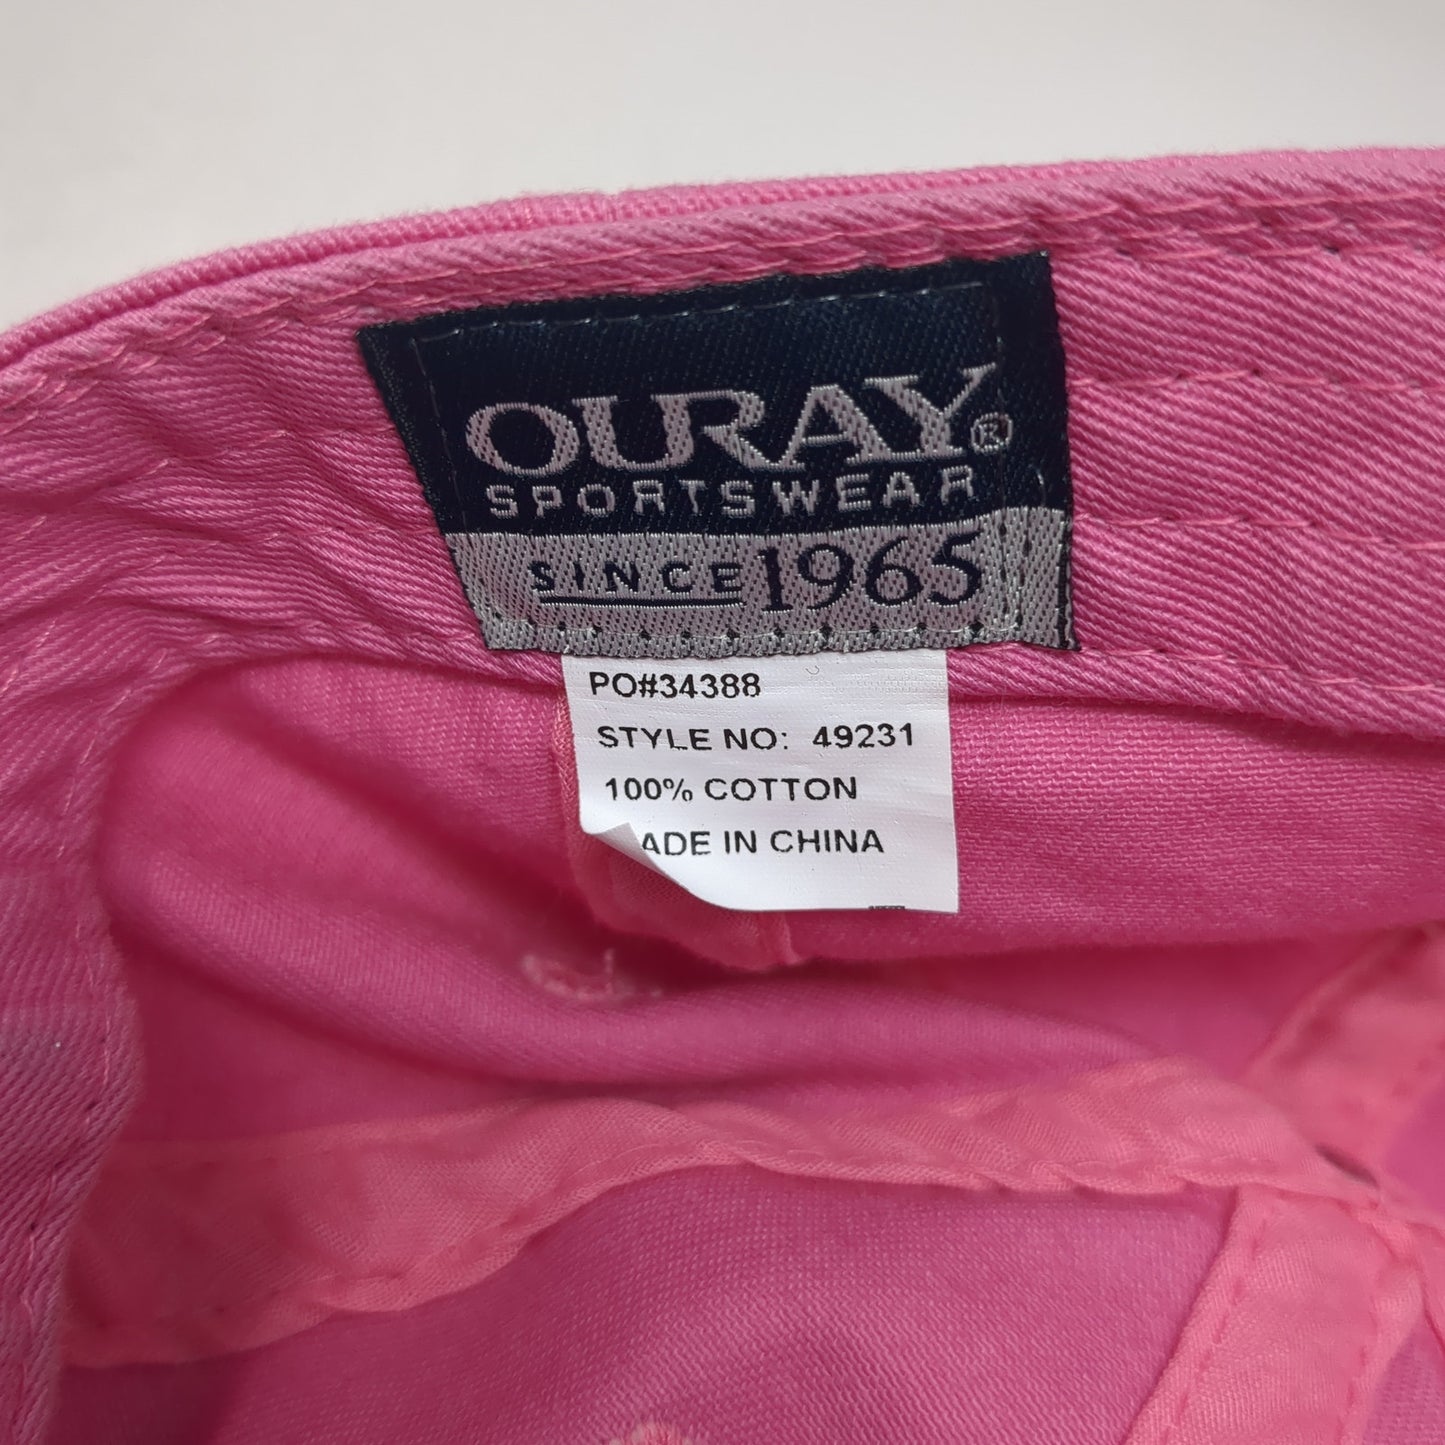 OURAY®
SPORTSWEAR
SINCE 1965
PO#34388
STYLE NO: 49231
100% COTTON
ADE IN CHINA